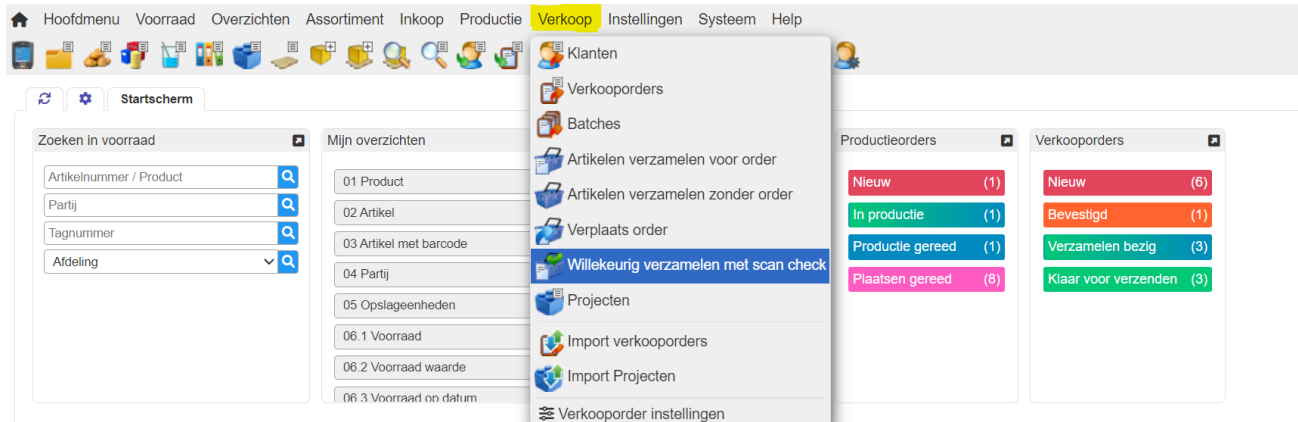 Hoofdmenu Voorraad Overzichten Assortiment Inkoop Productie Verkoop Instellingen Systeem Help
Startscherm
Zoeken in voorraad
Artikelnummer / Product
Partij
Tagnummer
Afdeling
Mijn overzichten
01 Product
02 Artikel
03 Artikel met barcode
04 Partij
05 Opslageenheden
06.1 Voorraad
06.2 Voorraad waarde
06.3 Voorraad op datum
Klanten
Verkooporders
Batches
Artikelen verzamelen voor order
Artikelen verzamelen zonder order
Verplaats order
Willekeurig verzamelen met scan check
Projecten
Import verkooporders
Import Projecten
Verkooporder instellingen
Productieorders
Nieuw (1)
In productie (1)
Productie gereed (1)
Plaatsen gereed (8)
Verkooporders
Nieuw (6)
Bevestigd (1)
Verzamelen bezig (3)
Klaar voor verzenden (3)